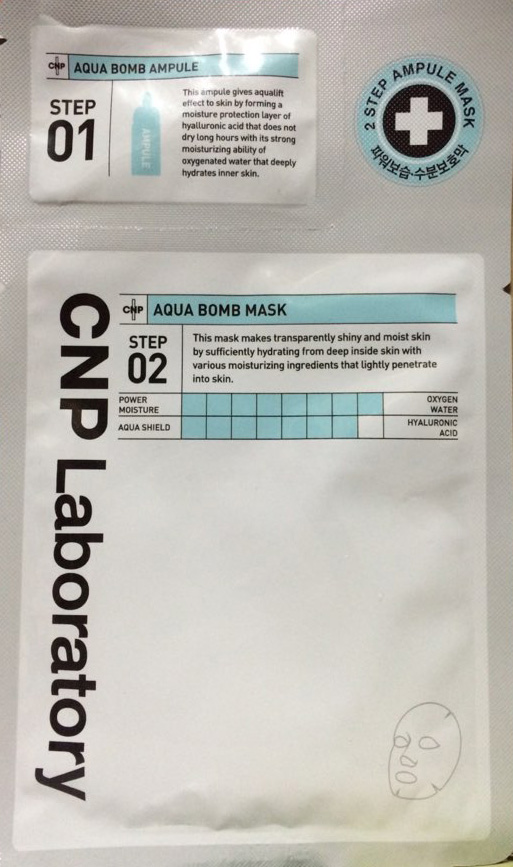 CNP AQUA BOMB AMPULE
STEP
01
AMPULE
This ampule gives aqualift
effect to skin by forming a
moisture protection layer of
hyalluronic acid that does not
dry long hours with its strong
moisturizing ability of
oxygenated water that deeply
hydrates inner skin.
2 STEP AMPULE MASK
파워보습·수분보호막
CNP Laboratory
CNP AQUA BOMB MASK
STEP
02
This mask makes transparently shiny and moist skin
by sufficiently hydrating from deep inside skin with
various moisturizing ingredients that lightly penetrate
into skin.
POWER
MOISTURE
OXYGEN
WATER
AQUA SHIELD
HYALURONIC
ACID